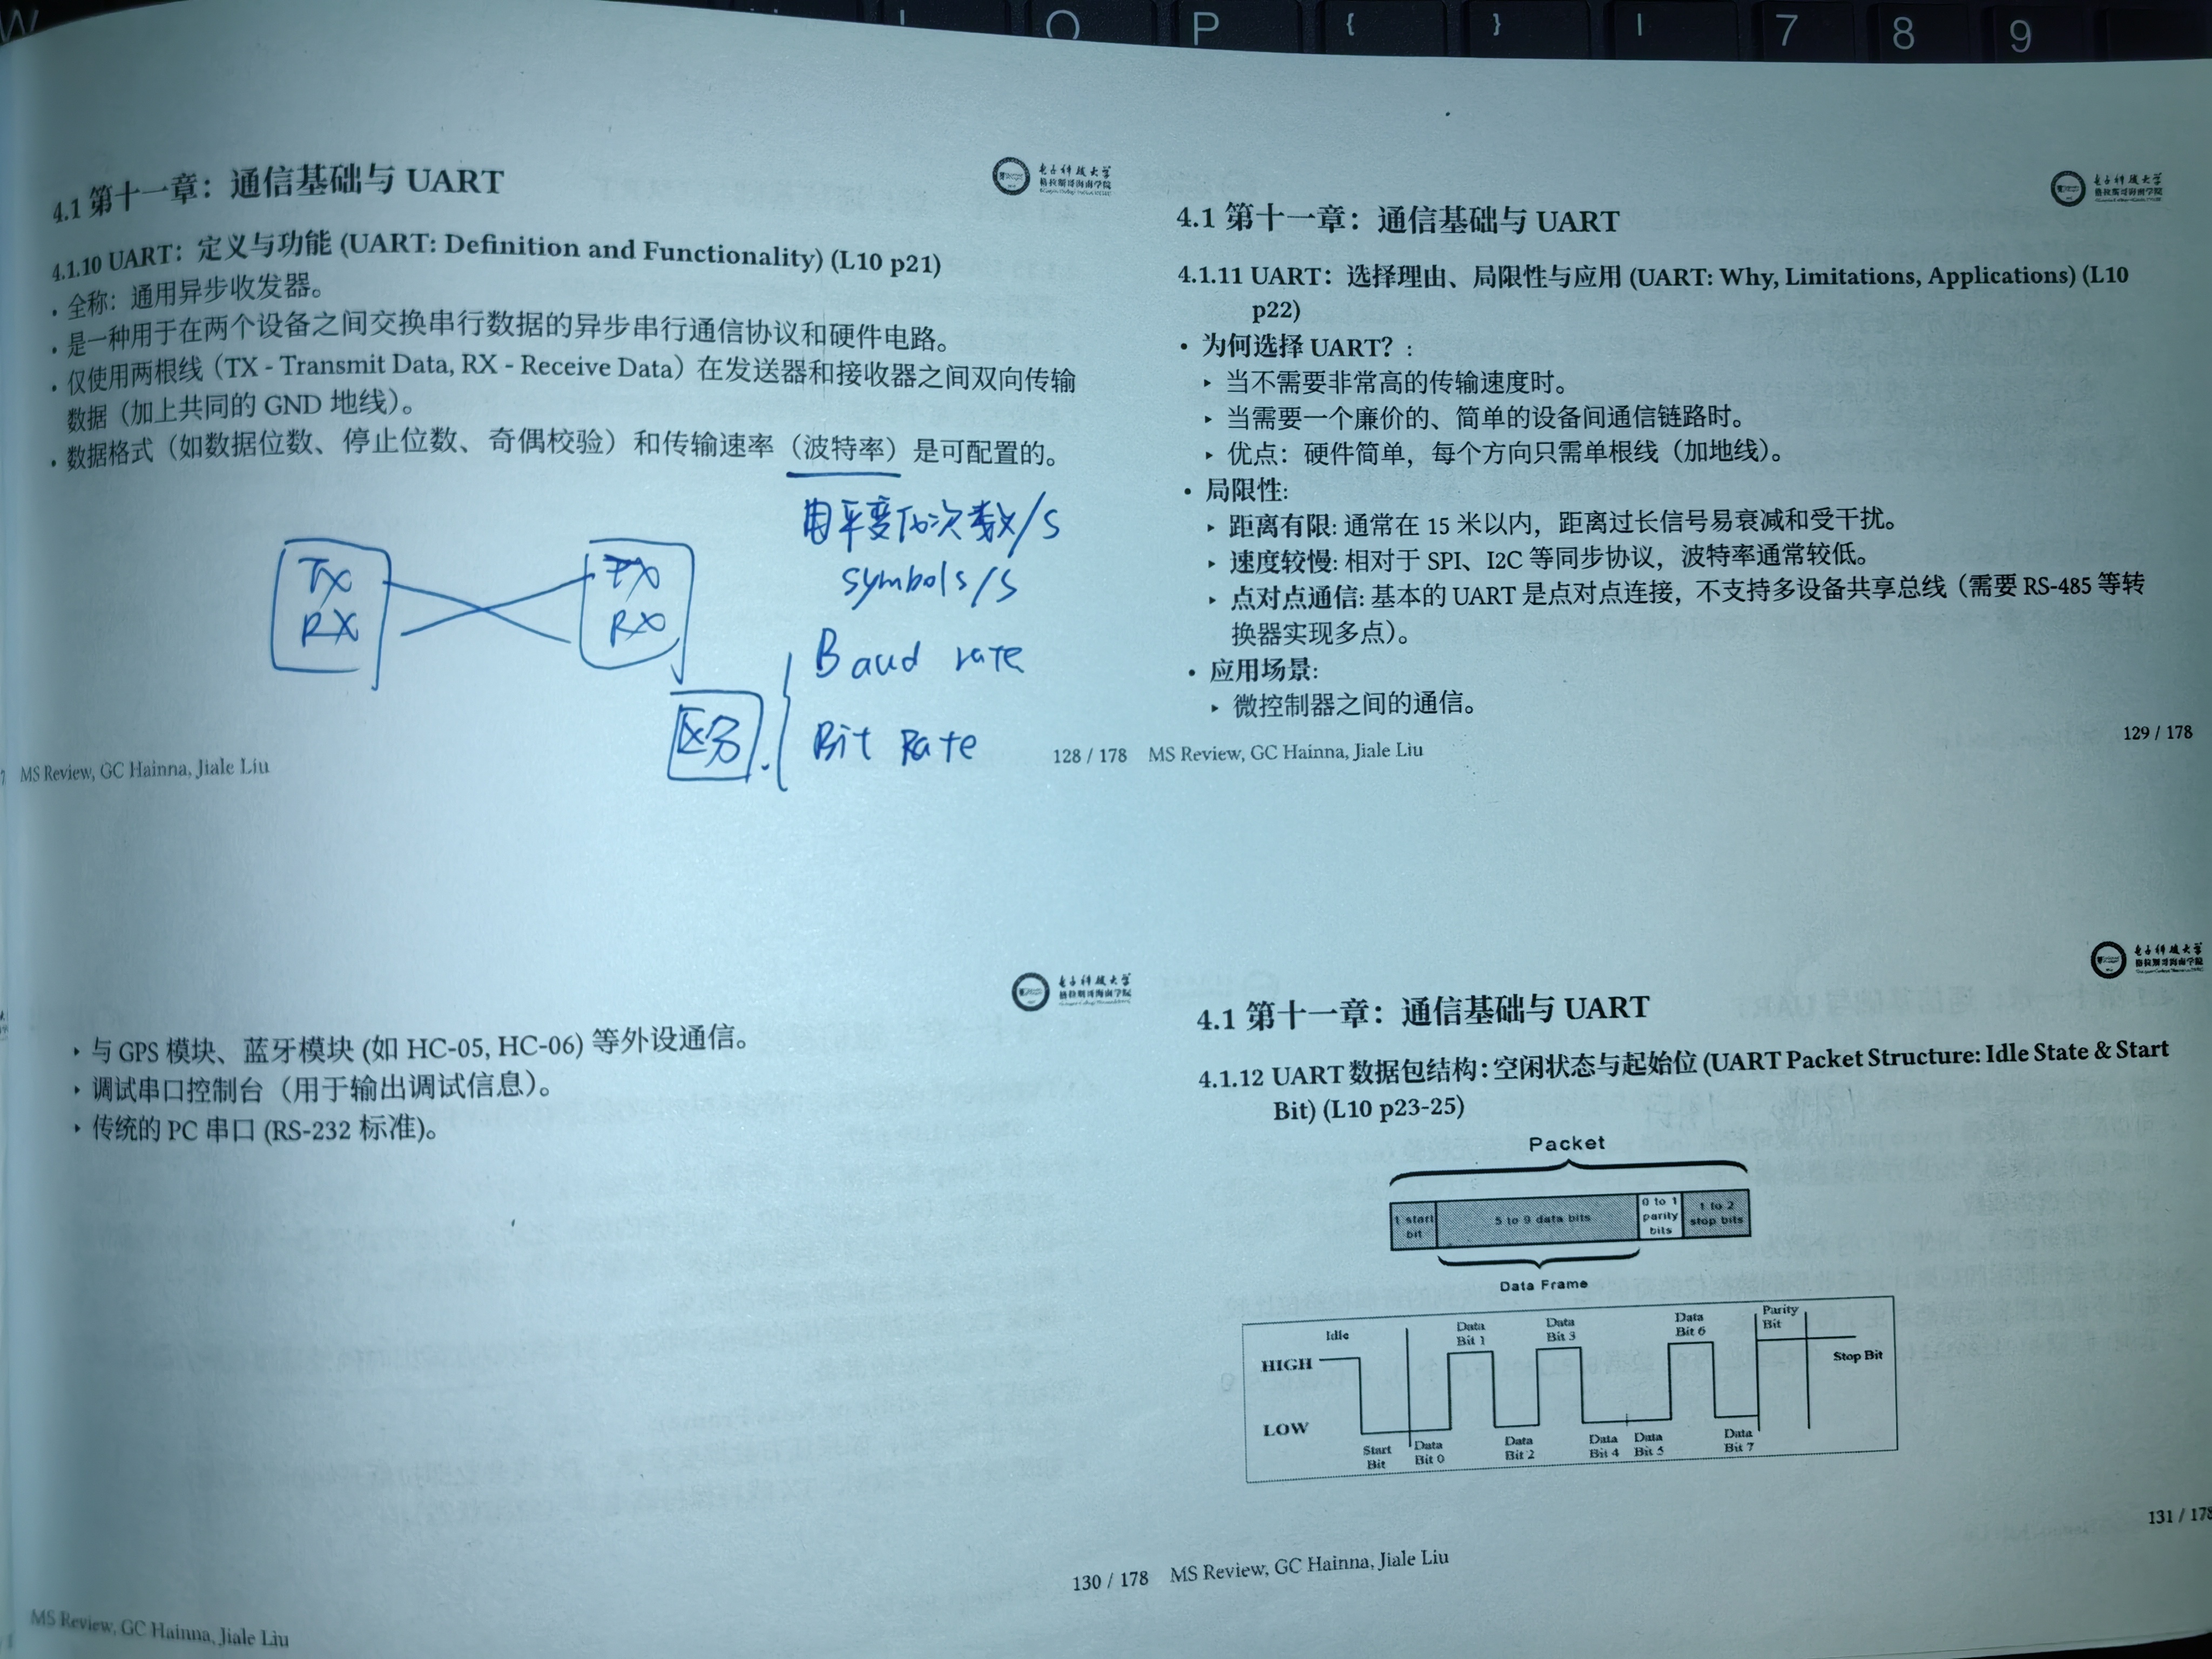 O P { } | 7 8 9
电子科技大学
格拉斯哥海南学院
4.1 第十一章：通信基础与 UART
4.1.10 UART：定义与功能 (UART: Definition and Functionality) (L10 p21)
• 全称：通用异步收发器。
• 是一种用于在两个设备之间交换串行数据的异步串行通信协议和硬件电路。
• 仅使用两根线（TX - Transmit Data, RX - Receive Data）在发送器和接收器之间双向传输
数据（加上共同的 GND 地线）。
• 数据格式（如数据位数、停止位数、奇偶校验）和传输速率（波特率）是可配置的。
电平变化次数/s
symbols/s
TX
RX
TX
RX
区分.
Baud rate
Bit Rate
128 / 178
MS Review, GC Hainna, Jiale Liu
电子科技大学
格拉斯哥海南学院
4.1 第十一章：通信基础与 UART
4.1.11 UART：选择理由、局限性与应用 (UART: Why, Limitations, Applications) (L10
p22)
• 为何选择 UART？:
‣ 当不需要非常高的传输速度时。
‣ 当需要一个廉价的、简单的设备间通信链路时。
‣ 优点：硬件简单，每个方向只需单根线（加地线）。
• 局限性:
‣ 距离有限: 通常在 15 米以内，距离过长信号易衰减和受干扰。
‣ 速度较慢: 相对于 SPI、I2C 等同步协议，波特率通常较低。
‣ 点对点通信: 基本的 UART 是点对点连接，不支持多设备共享总线（需要 RS-485 等转
换器实现多点）。
• 应用场景:
‣ 微控制器之间的通信。
129 / 178
MS Review, GC Hainna, Jiale Liu
电子科技大学
格拉斯哥海南学院
‣ 与 GPS 模块、蓝牙模块 (如 HC-05, HC-06) 等外设通信。
‣ 调试串口控制台（用于输出调试信息）。
‣ 传统的 PC 串口 (RS-232 标准)。
130 / 178
MS Review, GC Hainna, Jiale Liu
电子科技大学
格拉斯哥海南学院
4.1 第十一章：通信基础与 UART
4.1.12 UART 数据包结构：空闲状态与起始位 (UART Packet Structure: Idle State & Start
Bit) (L10 p23-25)
Packet
1 start bit
5 to 9 data bits
0 to 1 parity bits
1 to 2 stop bits
Data Frame
Idle
HIGH
LOW
Start Bit
Data Bit 0
Data Bit 1
Data Bit 2
Data Bit 3
Data Bit 4
Data Bit 5
Data Bit 6
Data Bit 7
Parity Bit
Stop Bit
131 / 178
MS Review, GC Hainna, Jiale Liu